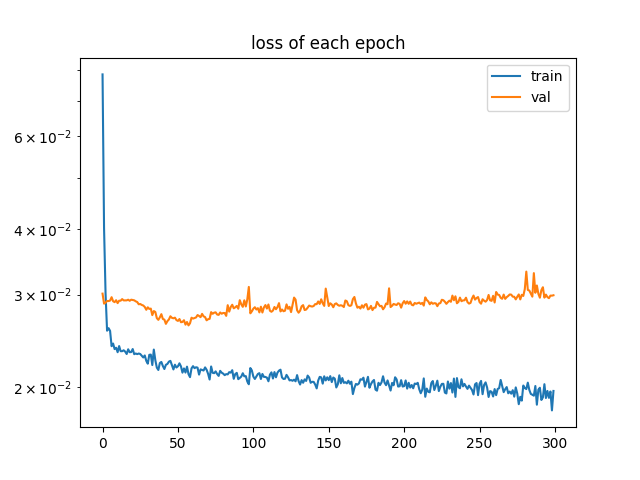 loss of each epoch
train
val
6 × 10⁻²
4 × 10⁻²
3 × 10⁻²
2 × 10⁻²
0 50 100 150 200 250 300